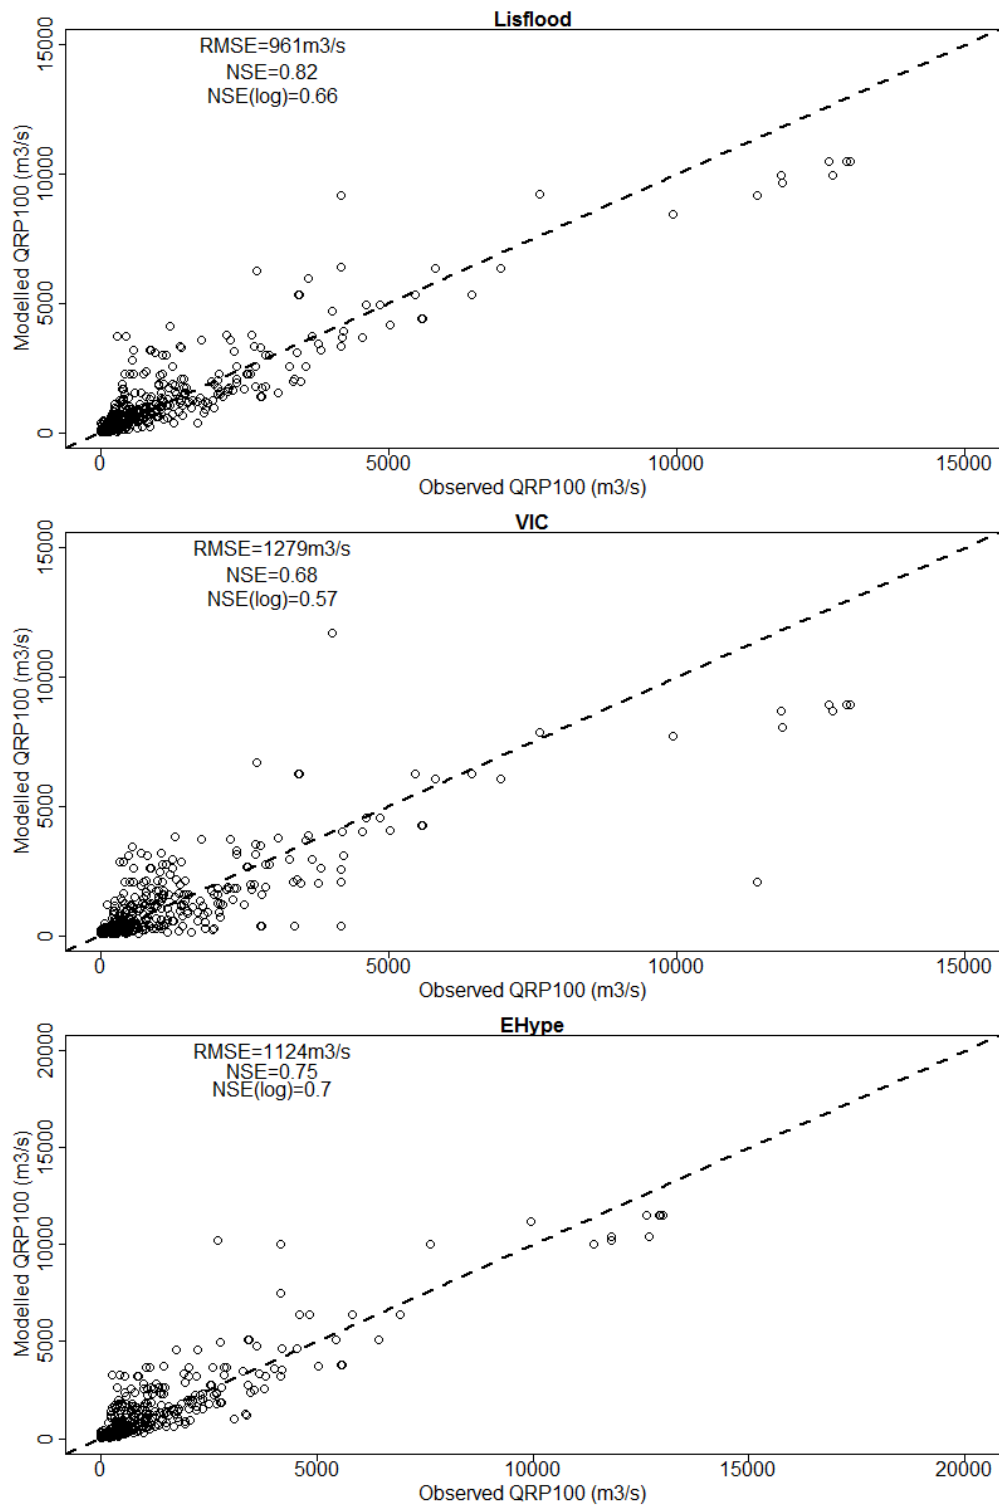 Lisflood
RMSE=961m3/s
NSE=0.82
NSE(log)=0.66
Modelled QRP100 (m3/s)
15000
10000
5000
0
0 5000 10000 15000
Observed QRP100 (m3/s)
VIC
RMSE=1279m3/s
NSE=0.68
NSE(log)=0.57
Modelled QRP100 (m3/s)
15000
10000
5000
0
0 5000 10000 15000
Observed QRP100 (m3/s)
EHype
RMSE=1124m3/s
NSE=0.75
NSE(log)=0.7
Modelled QRP100 (m3/s)
20000
15000
10000
5000
0
0 5000 10000 15000 20000
Observed QRP100 (m3/s)